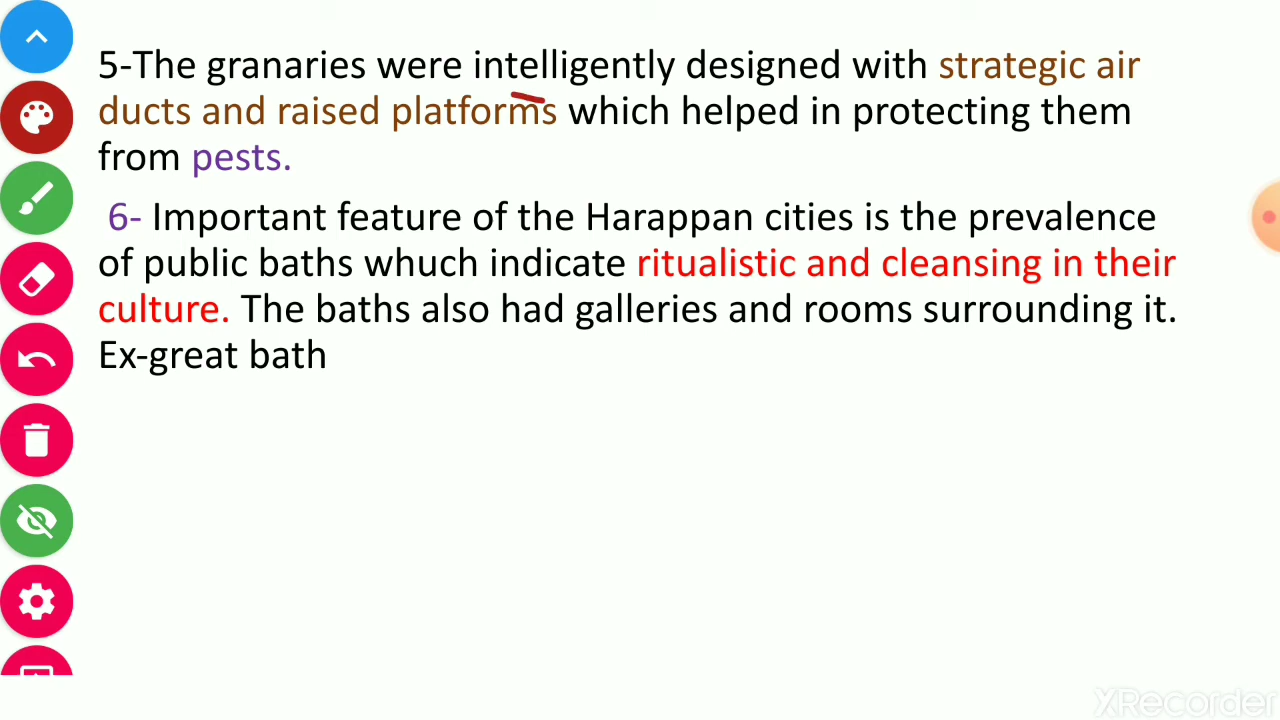 5-The granaries were intelligently designed with strategic air
ducts and raised platforms which helped in protecting them
from pests.
6- Important feature of the Harappan cities is the prevalence
of public baths whuch indicate ritualistic and cleansing in their
culture. The baths also had galleries and rooms surrounding it.
Ex-great bath
XRecorder